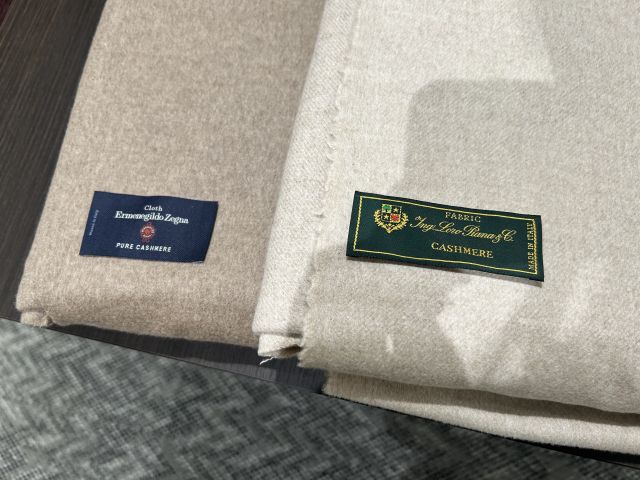 Cloth
Ermenegildo Zegna
PURE CASHMERE
FABRIC
Ing. Loro Piana & C.
CASHMERE
MADE IN ITALY